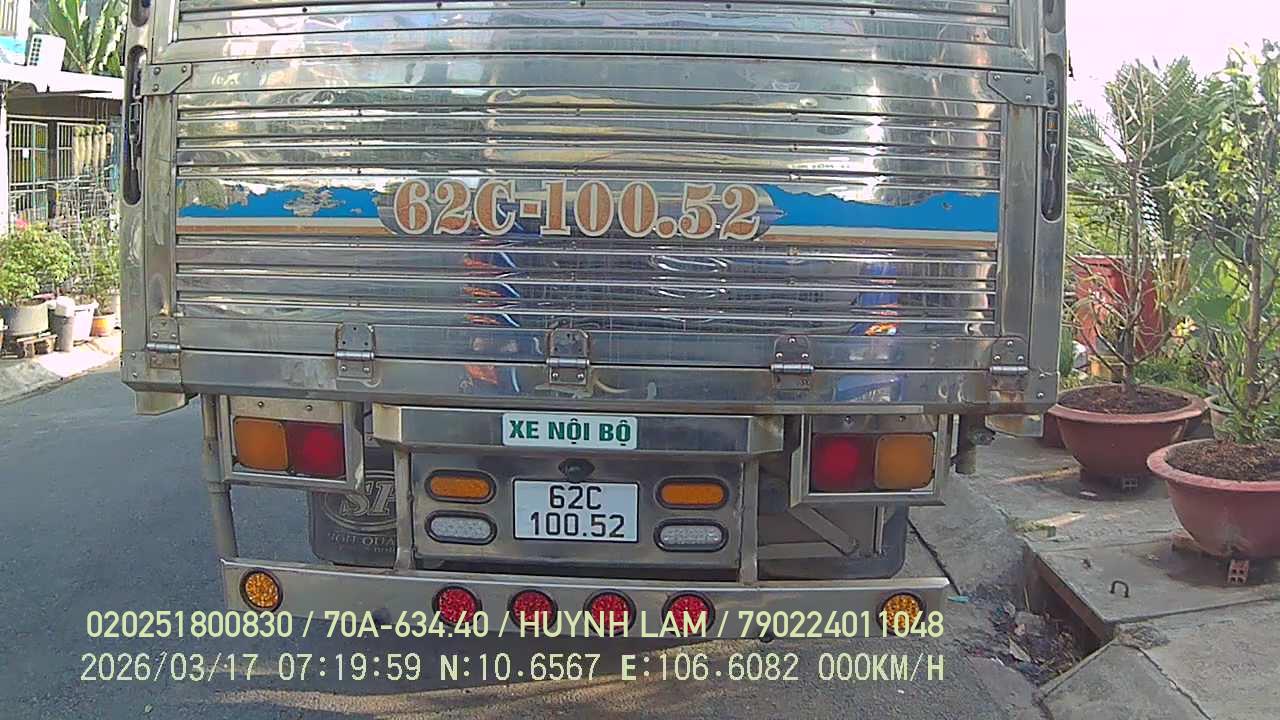 62C-100.52
XE NỘI BỘ
62C
100.52
020251800830 / 70A-634.40 / HUYNH LAM / 790224011048
2026/03/17 07:19:59 N:10.6567 E:106.6082 000KM/H